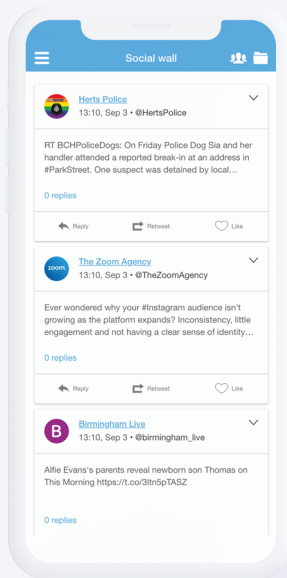 Social wall
Herts Police
13:10, Sep 3 • @HertsPolice
RT BCHPoliceDogs: On Friday Police Dog Sia and her
handler attended a reported break-in at an address in
#ParkStreet. One suspect was detained by local…
0 replies
Reply Retweet Like
zoom
The Zoom Agency
13:10, Sep 3 • @TheZoomAgency
Ever wondered why your #Instagram audience isn't
growing as the platform expands? Inconsistency, little
engagement and not having a clear sense of identity…
0 replies
Reply Retweet Like
B
Birmingham Live
13:10, Sep 3 • @birmingham_live
Alfie Evans's parents reveal newborn son Thomas on
This Morning https://t.co/3Itn5pTASZ
0 replies